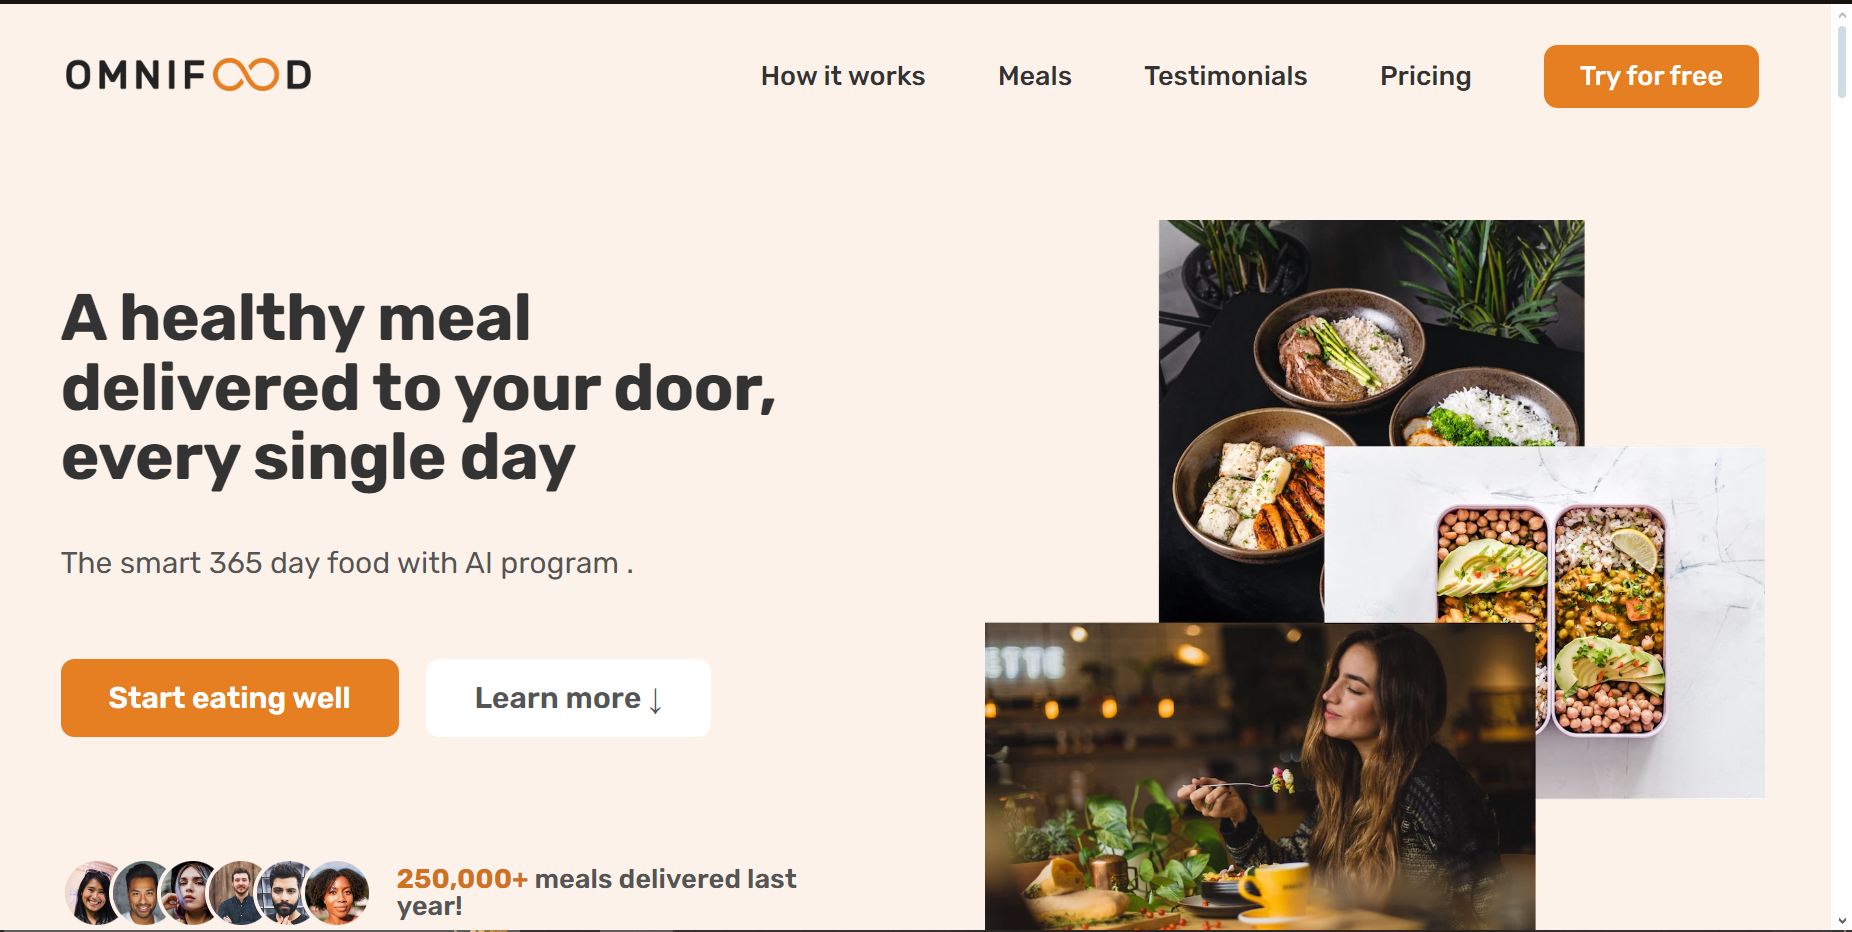 OMNIFOOD
How it works
Meals
Testimonials
Pricing
Try for free
A healthy meal
delivered to your door,
every single day
The smart 365 day food with AI program .
Start eating well
Learn more ↓
250,000+ meals delivered last
year!
ETTE